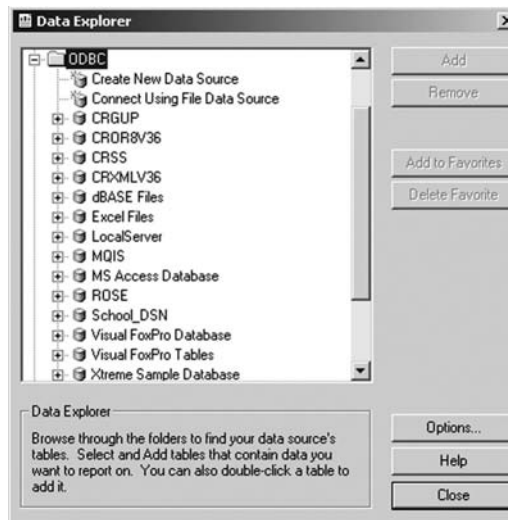 Data Explorer
ODBC
Create New Data Source
Connect Using File Data Source
CRGUP
CROR8V36
CRSS
CRXMLV36
dBASE Files
Excel Files
LocalServer
MQIS
MS Access Database
ROSE
School_DSN
Visual FoxPro Database
Visual FoxPro Tables
Xtreme Sample Database
Add
Remove
Add to Favorites
Delete Favorite
Data Explorer
Browse through the folders to find your data source's
tables. Select and Add tables that contain data you
want to report on. You can also double-click a table to
add it.
Options...
Help
Close